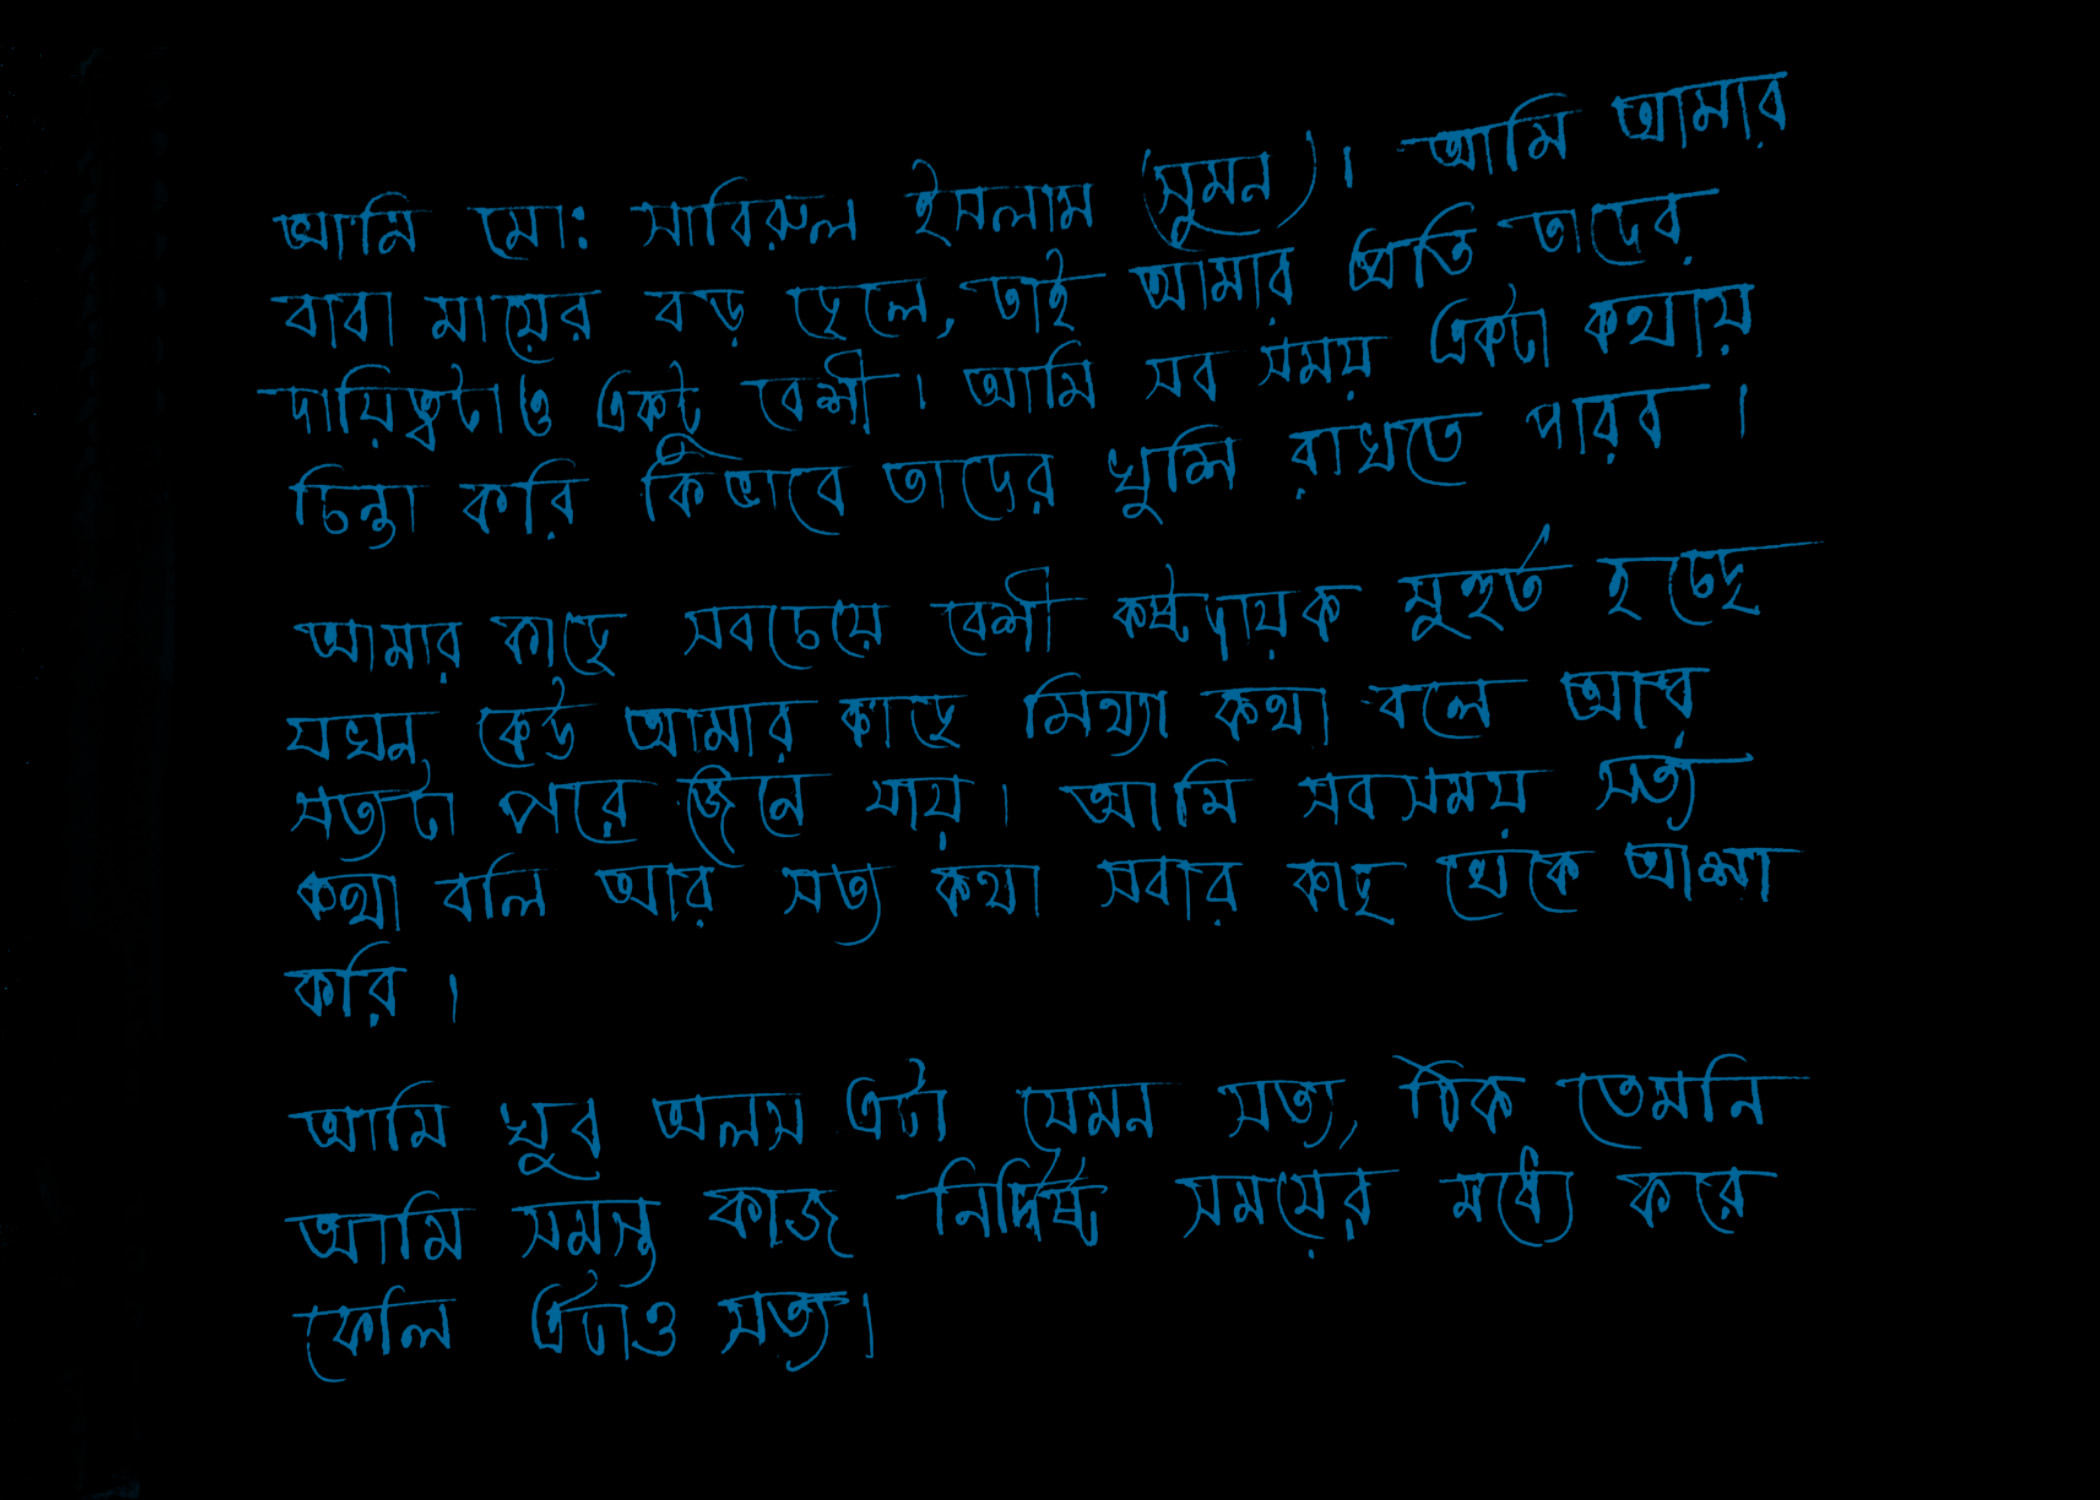 আমি মো: সাবিরুল ইসলাম (সুমন)। আমি আমার
বাবা মায়ের বড় ছেলে, তাই আমার প্রতি তাদের
দায়িত্বটাও একটু বেশী। আমি সব সময় একটা কথায়
চিন্তা করি কিভাবে তাদের খুশি রাখতে পারব।
আমার কাছে সবচেয়ে বেশী কষ্টদায়ক মুহুর্ত হচ্ছে
যখন কেউ আমার কাছে মিথ্যা কথা বলে আর
সত্যটা পরে জেনে যায়। আমি সবসময় সত্য
কথা বলি আর সত্য কথা সবার কাছ থেকে আশা
করি।
আমি খুব অলস এটা যেমন সত্য, ঠিক তেমনি
আমি সমস্ত কাজ নির্দিষ্ট সময়ের মধ্যে করে
ফেলি এটাও সত্য।